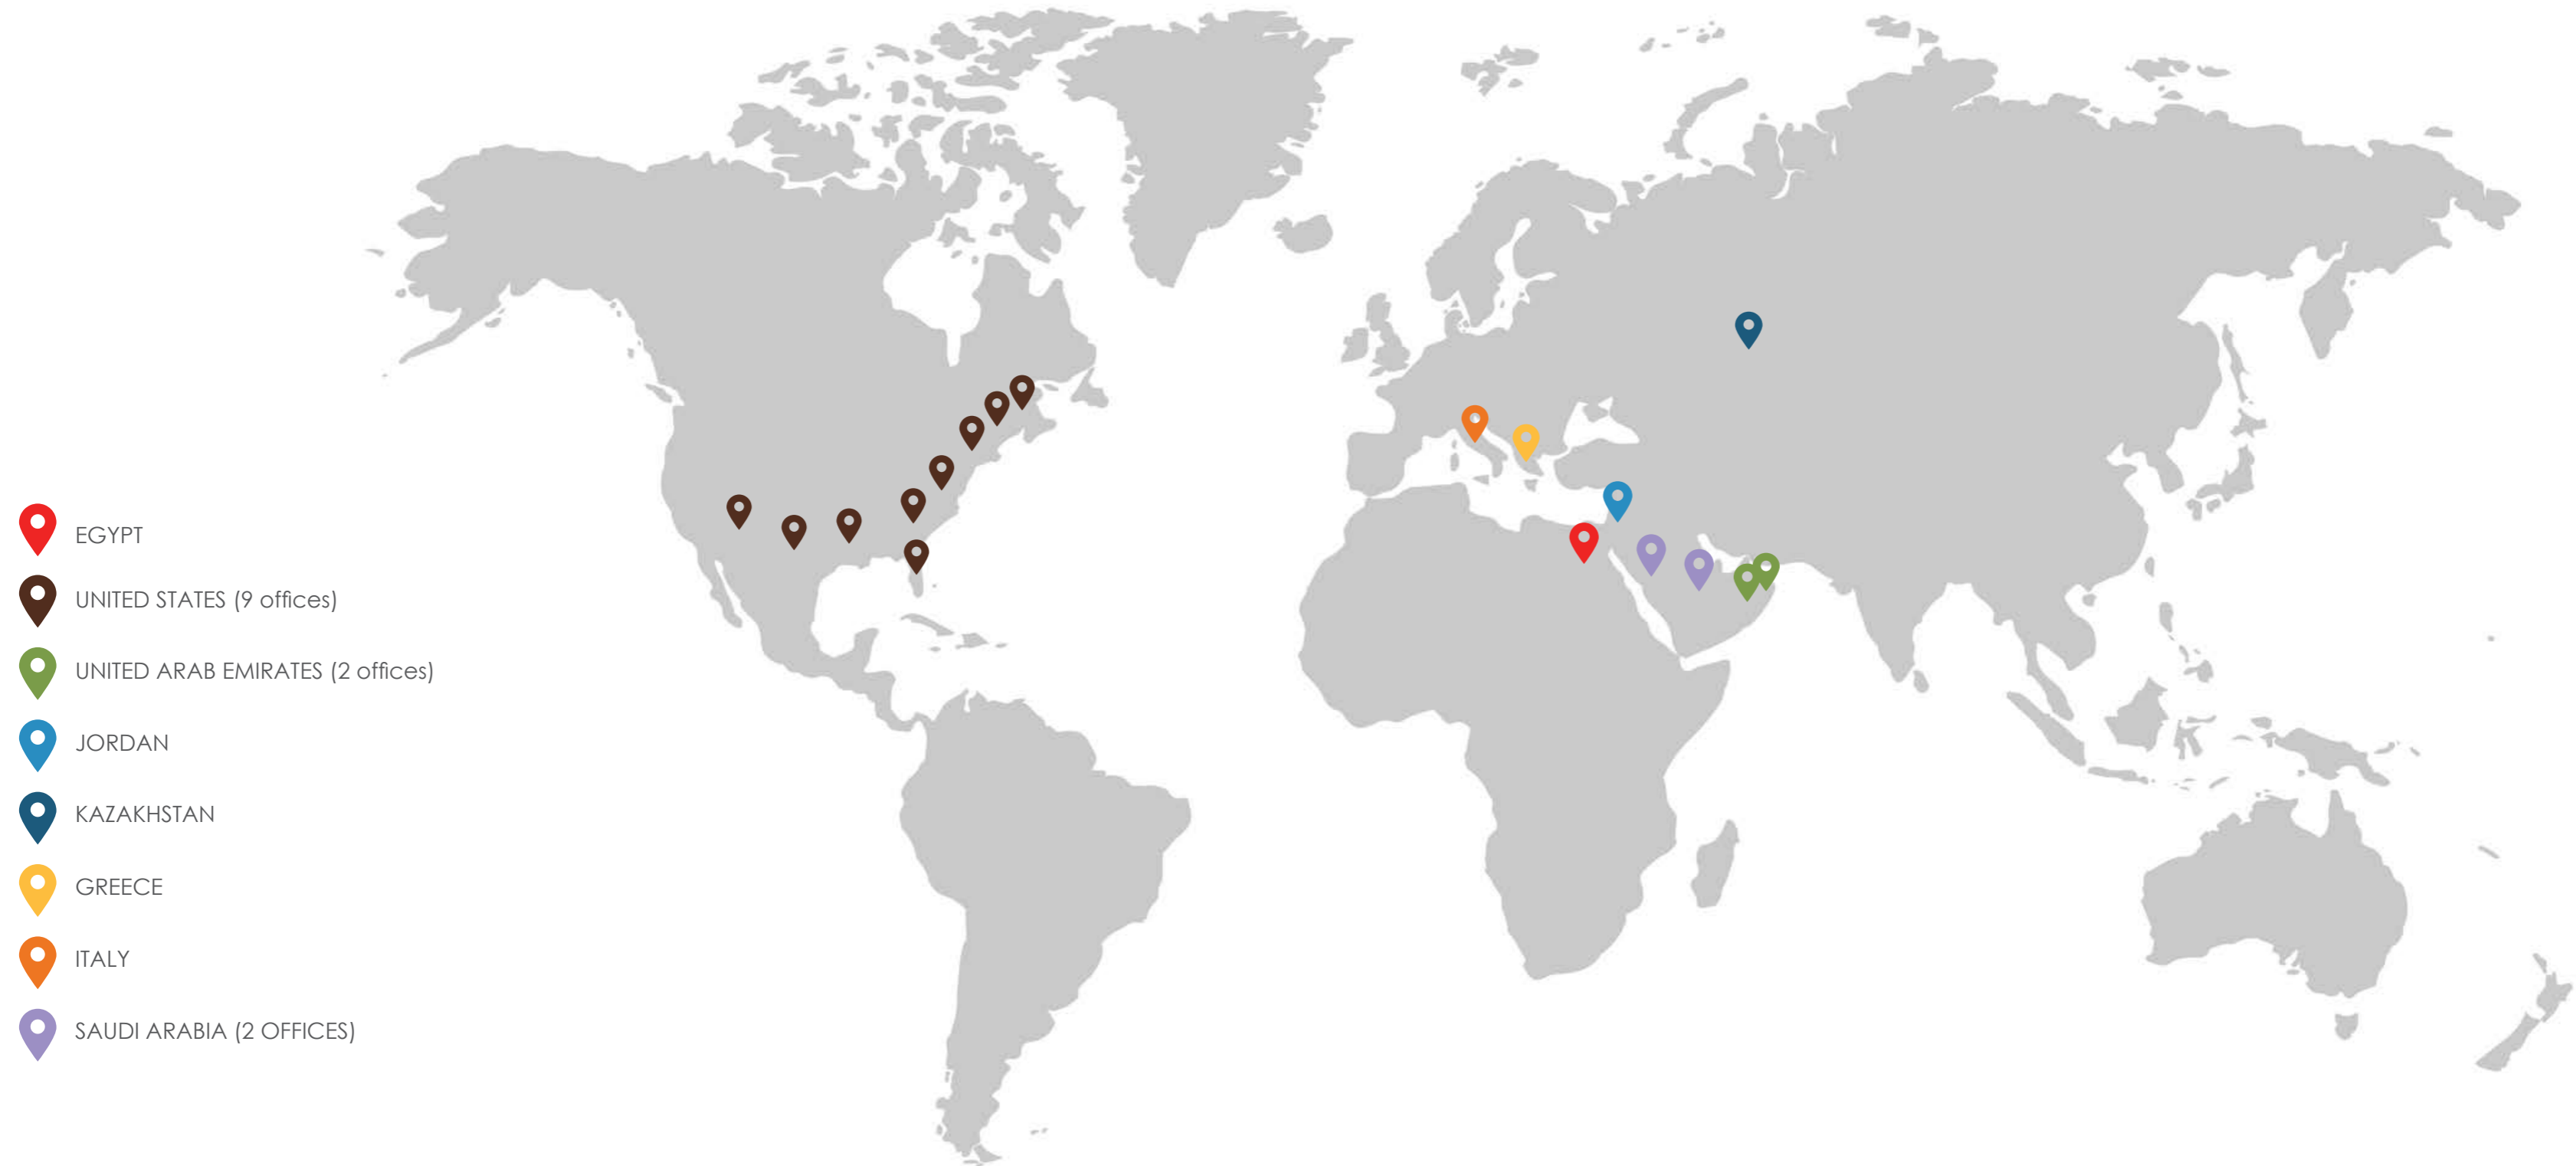 EGYPT
UNITED STATES (9 offices)
UNITED ARAB EMIRATES (2 offices)
JORDAN
KAZAKHSTAN
GREECE
ITALY
SAUDI ARABIA (2 OFFICES)